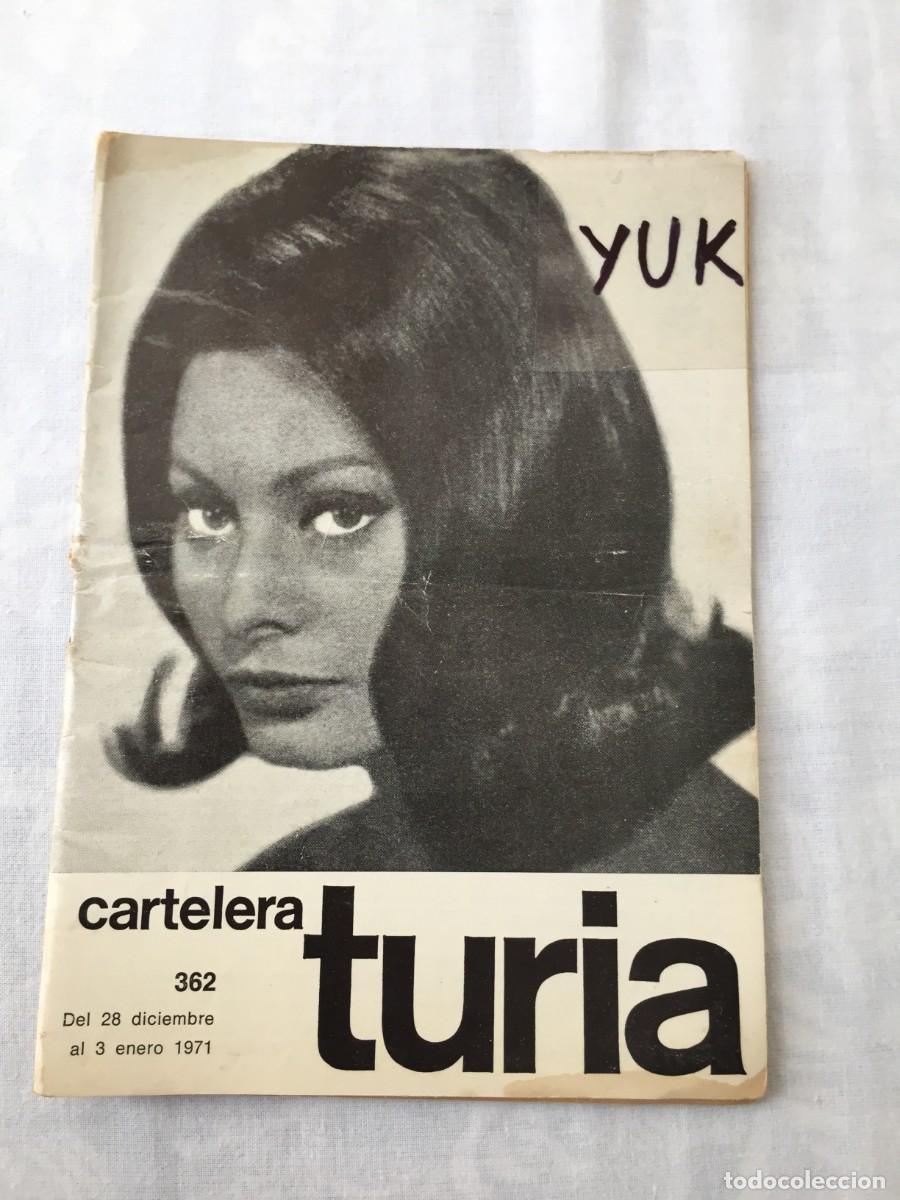 YUK
cartelera turia
362
Del 28 diciembre
al 3 enero 1971
todocoleccion